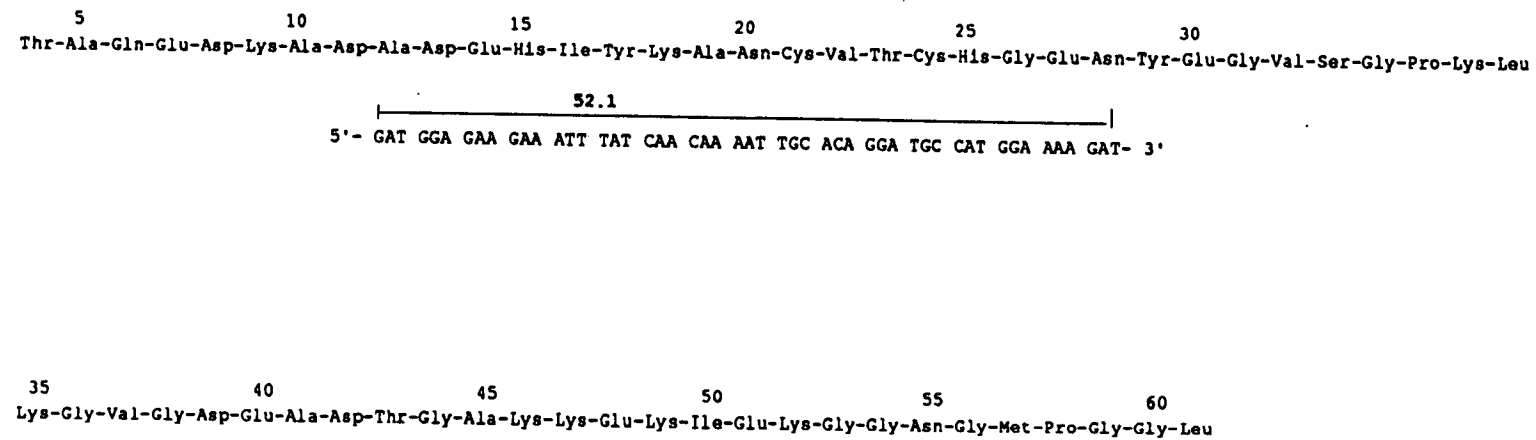 5 10 15 20 25 30
Thr-Ala-Gln-Glu-Asp-Lys-Ala-Asp-Ala-Asp-Glu-His-Ile-Tyr-Lys-Ala-Asn-Cys-Val-Thr-Cys-His-Gly-Glu-Asn-Tyr-Glu-Gly-Val-Ser-Gly-Pro-Lys-Leu
52.1
5'- GAT GGA GAA GAA ATT TAT CAA CAA AAT TGC ACA GGA TGC CAT GGA AAA GAT- 3'
35 40 45 50 55 60
Lys-Gly-Val-Gly-Asp-Glu-Ala-Asp-Thr-Gly-Ala-Lys-Lys-Glu-Lys-Ile-Glu-Lys-Gly-Gly-Asn-Gly-Met-Pro-Gly-Gly-Leu